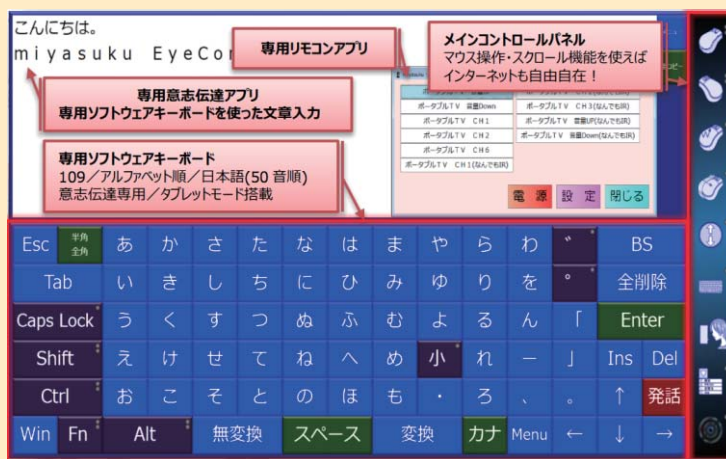 こんにちは。
miyasuku EyeCo
専用リモコンアプリ
メインコントロールパネル
マウス操作・スクロール機能を使えば
インターネットも自由自在！
専用意志伝達アプリ
専用ソフトウェアキーボードを使った文章入力
専用ソフトウェアキーボード
109／アルファベット順／日本語(50音順)
意志伝達専用／タブレットモード搭載
ポータブルTV 音量Down
ポータブルTV CH3(なんでもIR)
ポータブルTV CH1
ポータブルTV 音量UP(なんでもIR)
ポータブルTV CH2
ポータブルTV 音量Down(なんでもIR)
ポータブルTV CH6
ポータブルTV CH1(なんでもIR)
電源 設定 閉じる
Esc 半角 全角 あ か さ た な は ま や ら わ ゛ BS
Tab い き し ち に ひ み ゆ り を ° 全削除
Caps Lock う く す つ ぬ ふ む よ る ん 「 Enter
Shift え け せ て ね へ め 小 れ ー 」 Ins Del
Ctrl お こ そ と の ほ も ・ ろ 、 。 ↑ 発話
Win Fn Alt 無変換 スペース 変換 カナ Menu ← ↓ →